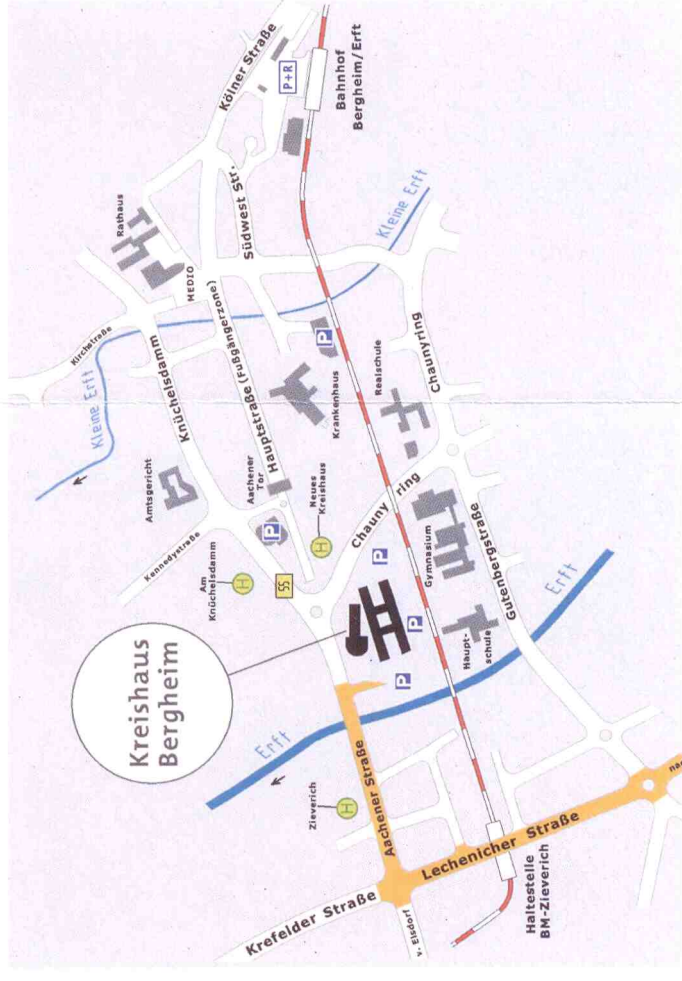 Kreishaus
Bergheim
Krefelder Straße
v. Elsdorf
Aachener Straße
Lechenicher Straße
Haltestelle
BM-Zieverich
Zieverich
H
Erft
Erft
Am
Knüchelsdamm
H
55
Kennedystraße
Amtsgericht
Aachener
Tor
P
Neues
Kreishaus
H
Hauptstraße (Fußgängerzone)
Knüchelsdamm
Kleine Erft
Kirchstraße
Rathaus
MEDIO
Südwest Str.
Kölner Straße
P+R
Bahnhof
Bergheim/Erft
Kleine Erft
P
Krankenhaus
Realschule
Chaunyring
Chauny ring
P
P
P
Gymnasium
Haupt-
schule
Gutenbergstraße